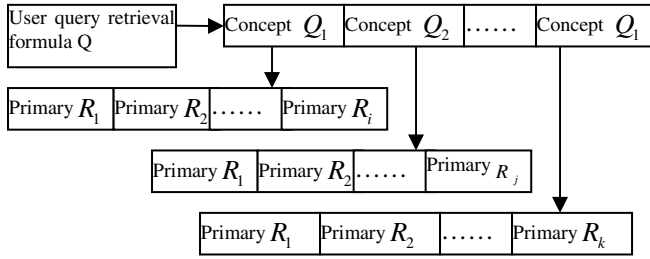 User query retrieval
formula Q
Concept Q₁ Concept Q₂ …… Concept Q₁
Primary R₁ Primary R₂ …… Primary Rᵢ
Primary R₁ Primary R₂ …… Primary Rⱼ
Primary R₁ Primary R₂ …… Primary Rₖ